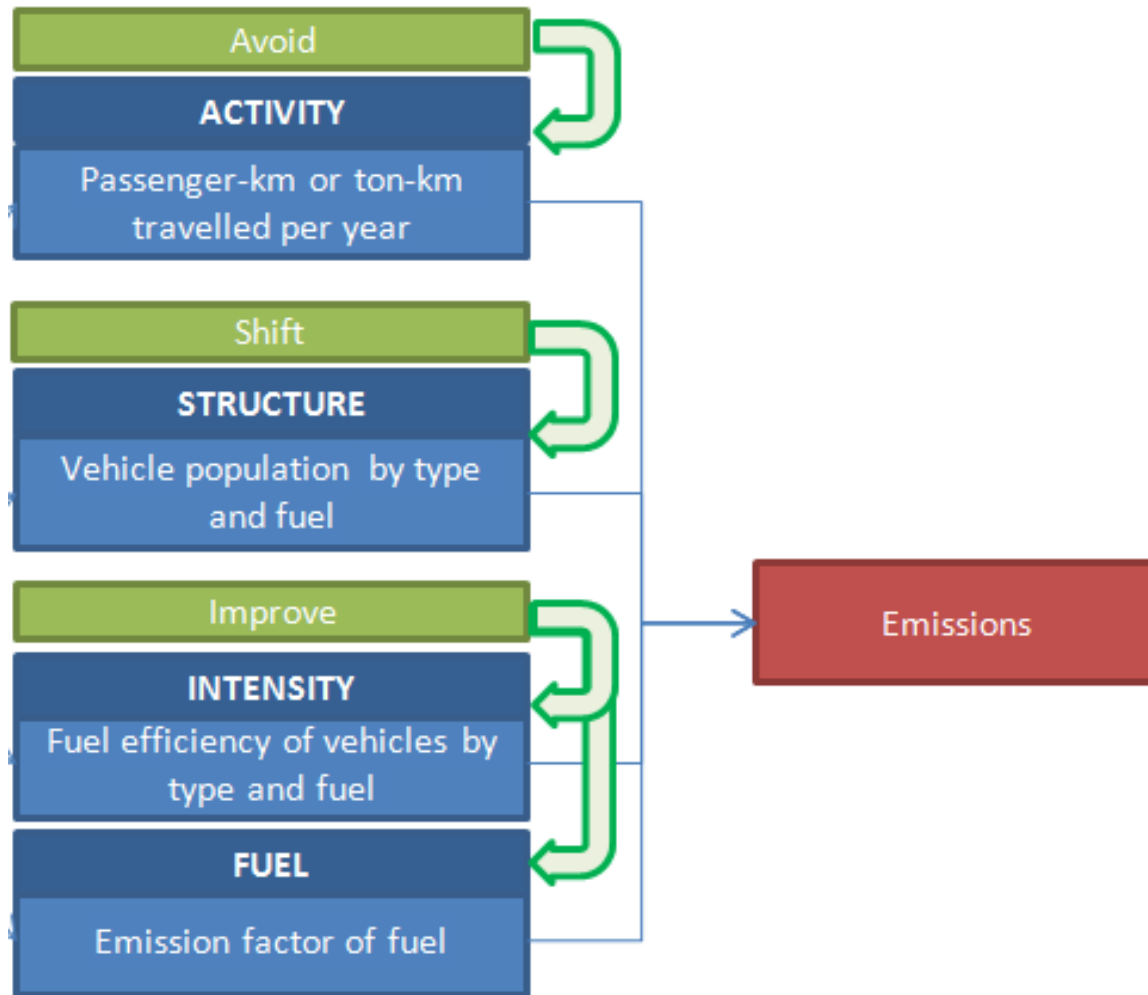 Avoid
ACTIVITY
Passenger-km or ton-km
travelled per year
Shift
STRUCTURE
Vehicle population by type
and fuel
Improve
INTENSITY
Fuel efficiency of vehicles by
type and fuel
FUEL
Emission factor of fuel
Emissions